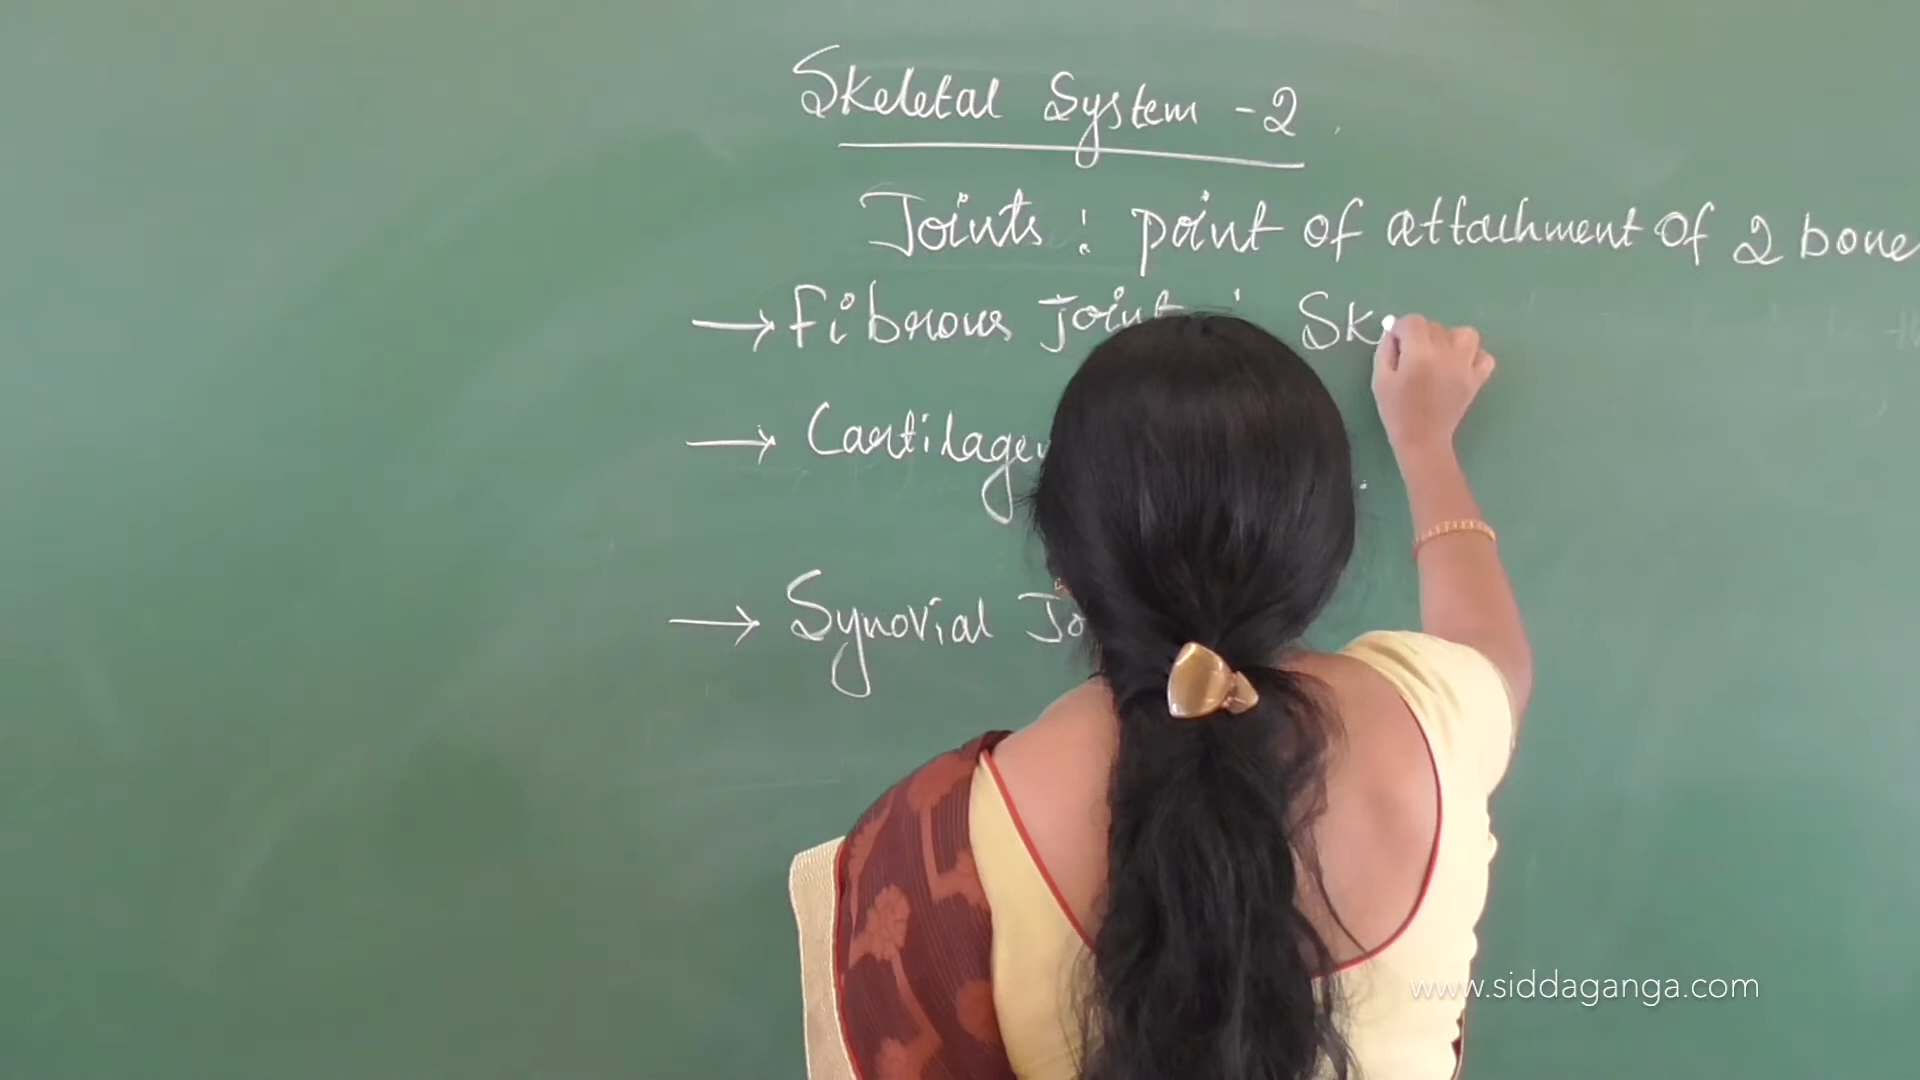 Skeletal System - 2
Joints : point of attachment of 2 bone
→ Fibrous Joint : Sk
→ Cartilage
→ Synovial Jo
www.siddaganga.com